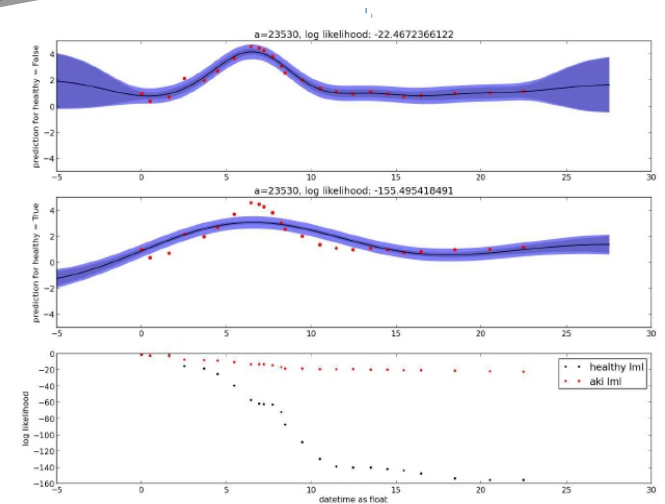 a=23530, log likelihood: -22.4672366122
prediction for healthy = False
4
2
0
−2
−4
−5 0 5 10 15 20 25 30
a=23530, log likelihood: -155.495418491
prediction for healthy = True
4
2
0
−2
−4
−5 0 5 10 15 20 25 30
log likelihood
0
−20
−40
−60
−80
−100
−120
−140
−160
healthy lml
aki lml
−5 0 5 10 15 20 25 30
datetime as float